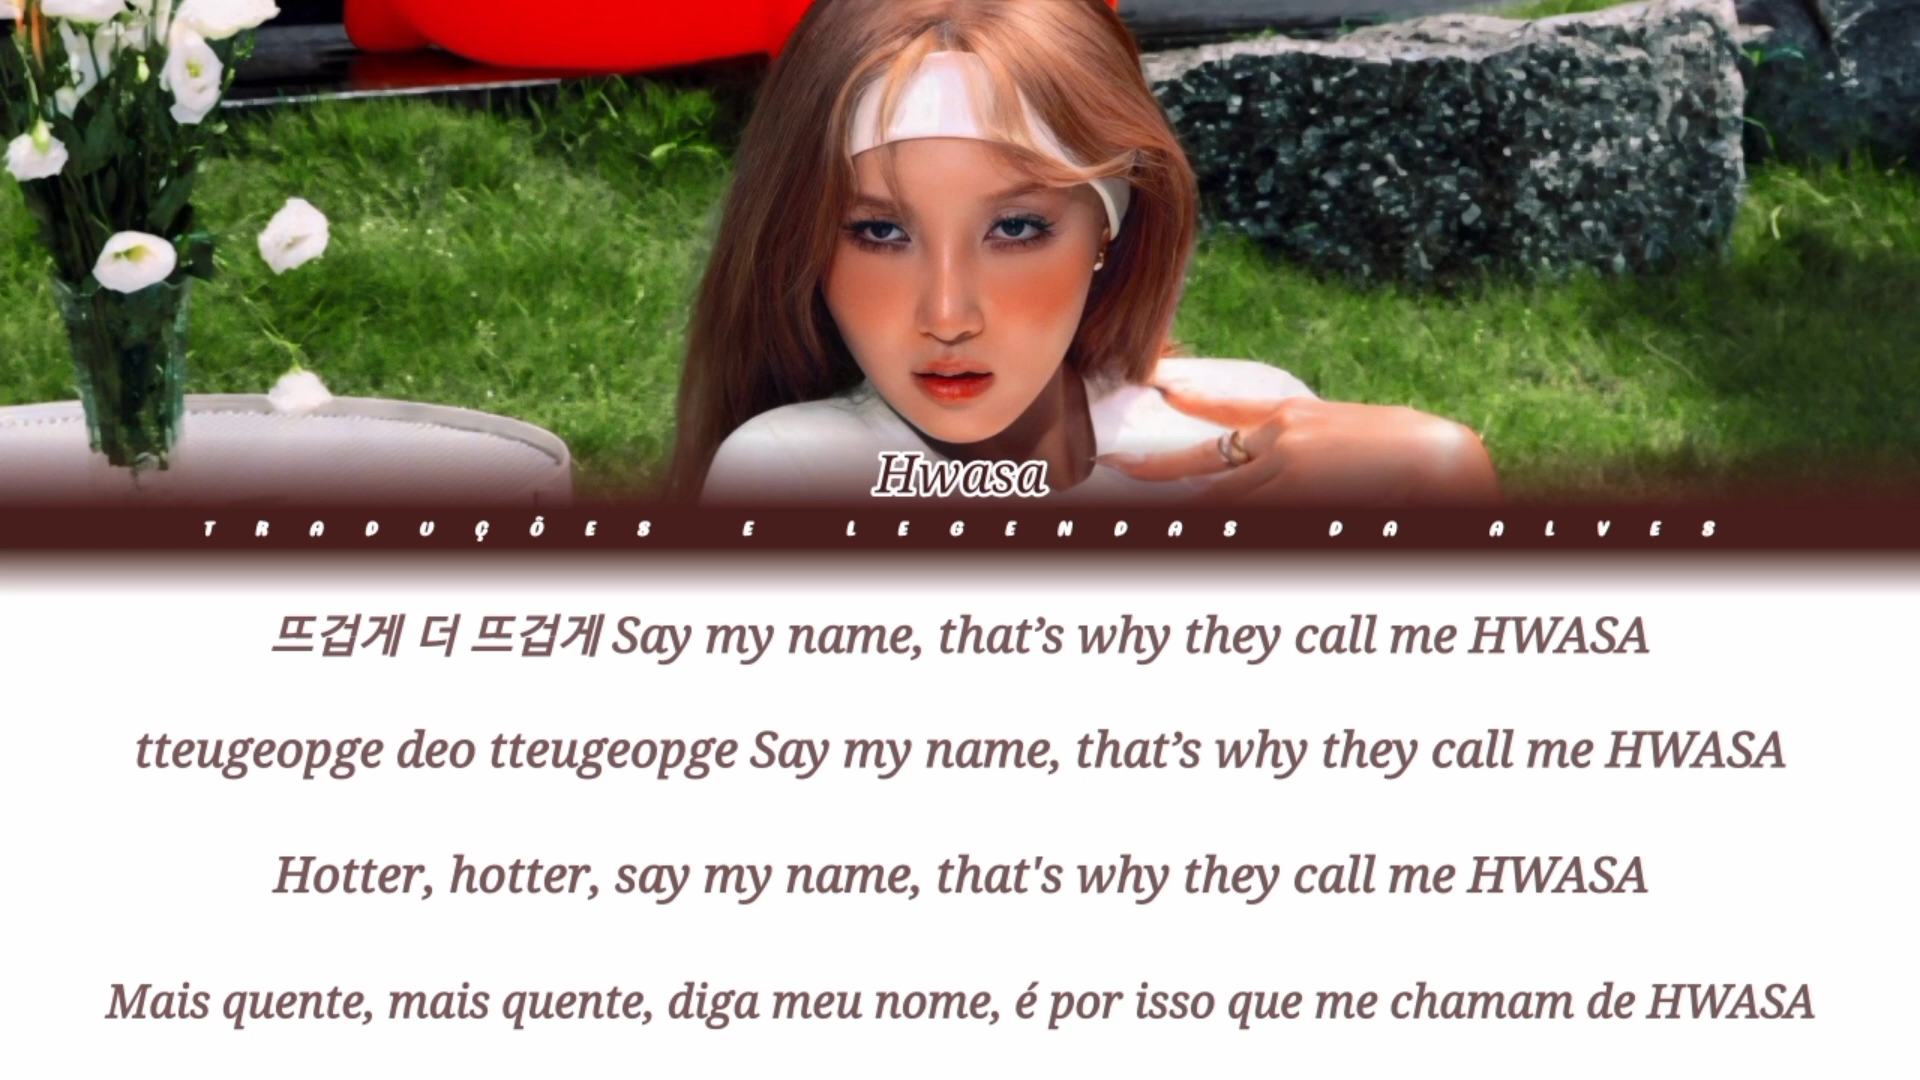 Hwasa
TRADUÇÕES E LEGENDAS DA ALVES
뜨겁게 더 뜨겁게 Say my name, that’s why they call me HWASA
tteugeopge deo tteugeopge Say my name, that’s why they call me HWASA
Hotter, hotter, say my name, that's why they call me HWASA
Mais quente, mais quente, diga meu nome, é por isso que me chamam de HWASA